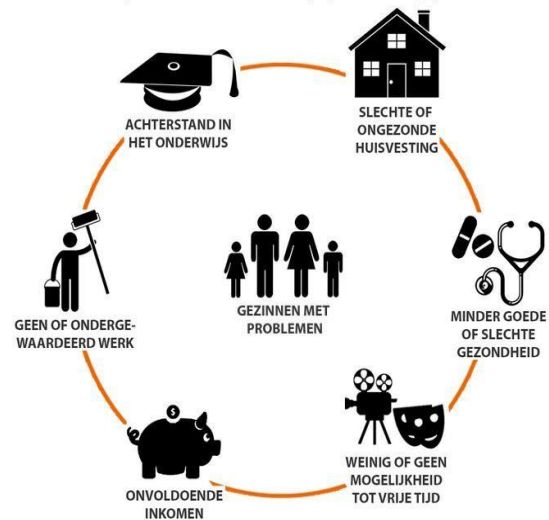 ACHTERSTAND IN
HET ONDERWIJS
SLECHTE OF
ONGEZONDE
HUISVESTING
MINDER GOEDE
OF SLECHTE
GEZONDHEID
WEINIG OF GEEN
MOGELIJKHEID
TOT VRIJE TIJD
ONVOLDOENDE
INKOMEN
GEEN OF ONDERGE-
WAARDEERD WERK
GEZINNEN MET
PROBLEMEN
$